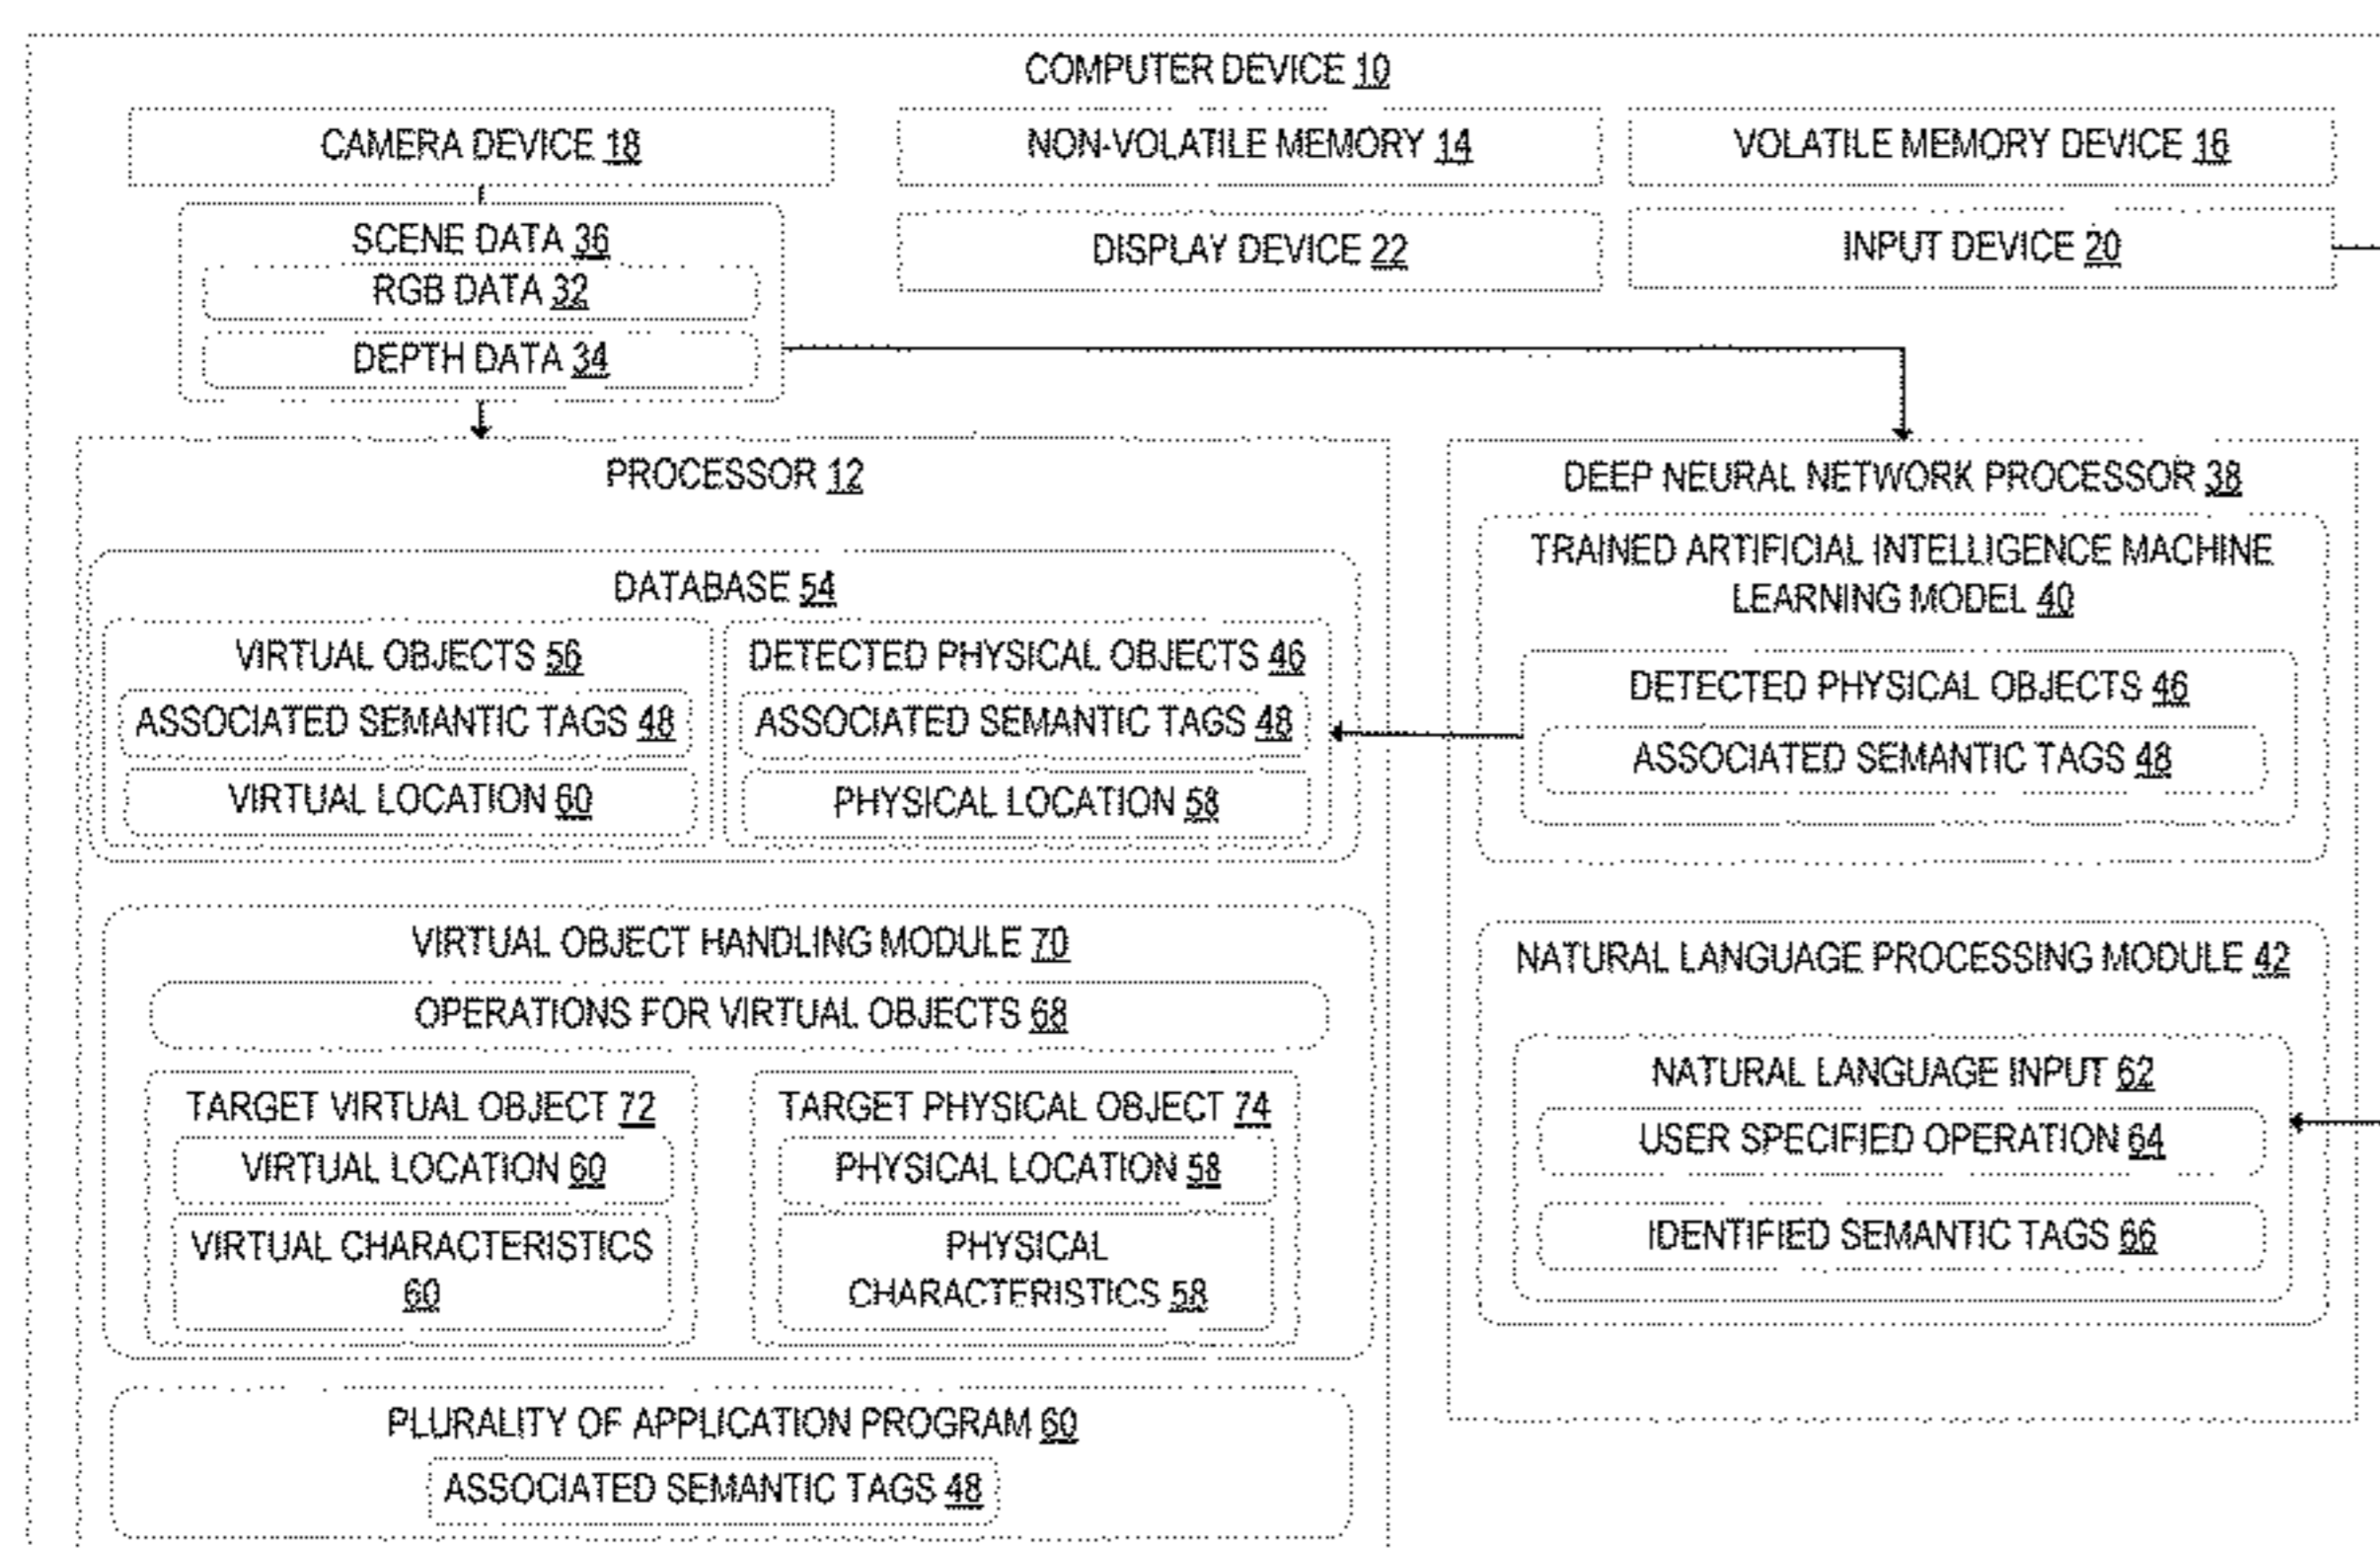 COMPUTER DEVICE 10
CAMERA DEVICE 18
NON-VOLATILE MEMORY 14
VOLATILE MEMORY DEVICE 16
SCENE DATA 36
RGB DATA 32
DEPTH DATA 34
DISPLAY DEVICE 22
INPUT DEVICE 20
PROCESSOR 12
DATABASE 54
VIRTUAL OBJECTS 56
ASSOCIATED SEMANTIC TAGS 48
VIRTUAL LOCATION 60
DETECTED PHYSICAL OBJECTS 46
ASSOCIATED SEMANTIC TAGS 48
PHYSICAL LOCATION 58
VIRTUAL OBJECT HANDLING MODULE 70
OPERATIONS FOR VIRTUAL OBJECTS 68
TARGET VIRTUAL OBJECT 72
VIRTUAL LOCATION 60
VIRTUAL CHARACTERISTICS
60
TARGET PHYSICAL OBJECT 74
PHYSICAL LOCATION 58
PHYSICAL
CHARACTERISTICS 58
PLURALITY OF APPLICATION PROGRAM 60
ASSOCIATED SEMANTIC TAGS 48
DEEP NEURAL NETWORK PROCESSOR 38
TRAINED ARTIFICIAL INTELLIGENCE MACHINE
LEARNING MODEL 40
DETECTED PHYSICAL OBJECTS 46
ASSOCIATED SEMANTIC TAGS 48
NATURAL LANGUAGE PROCESSING MODULE 42
NATURAL LANGUAGE INPUT 62
USER SPECIFIED OPERATION 64
IDENTIFIED SEMANTIC TAGS 66